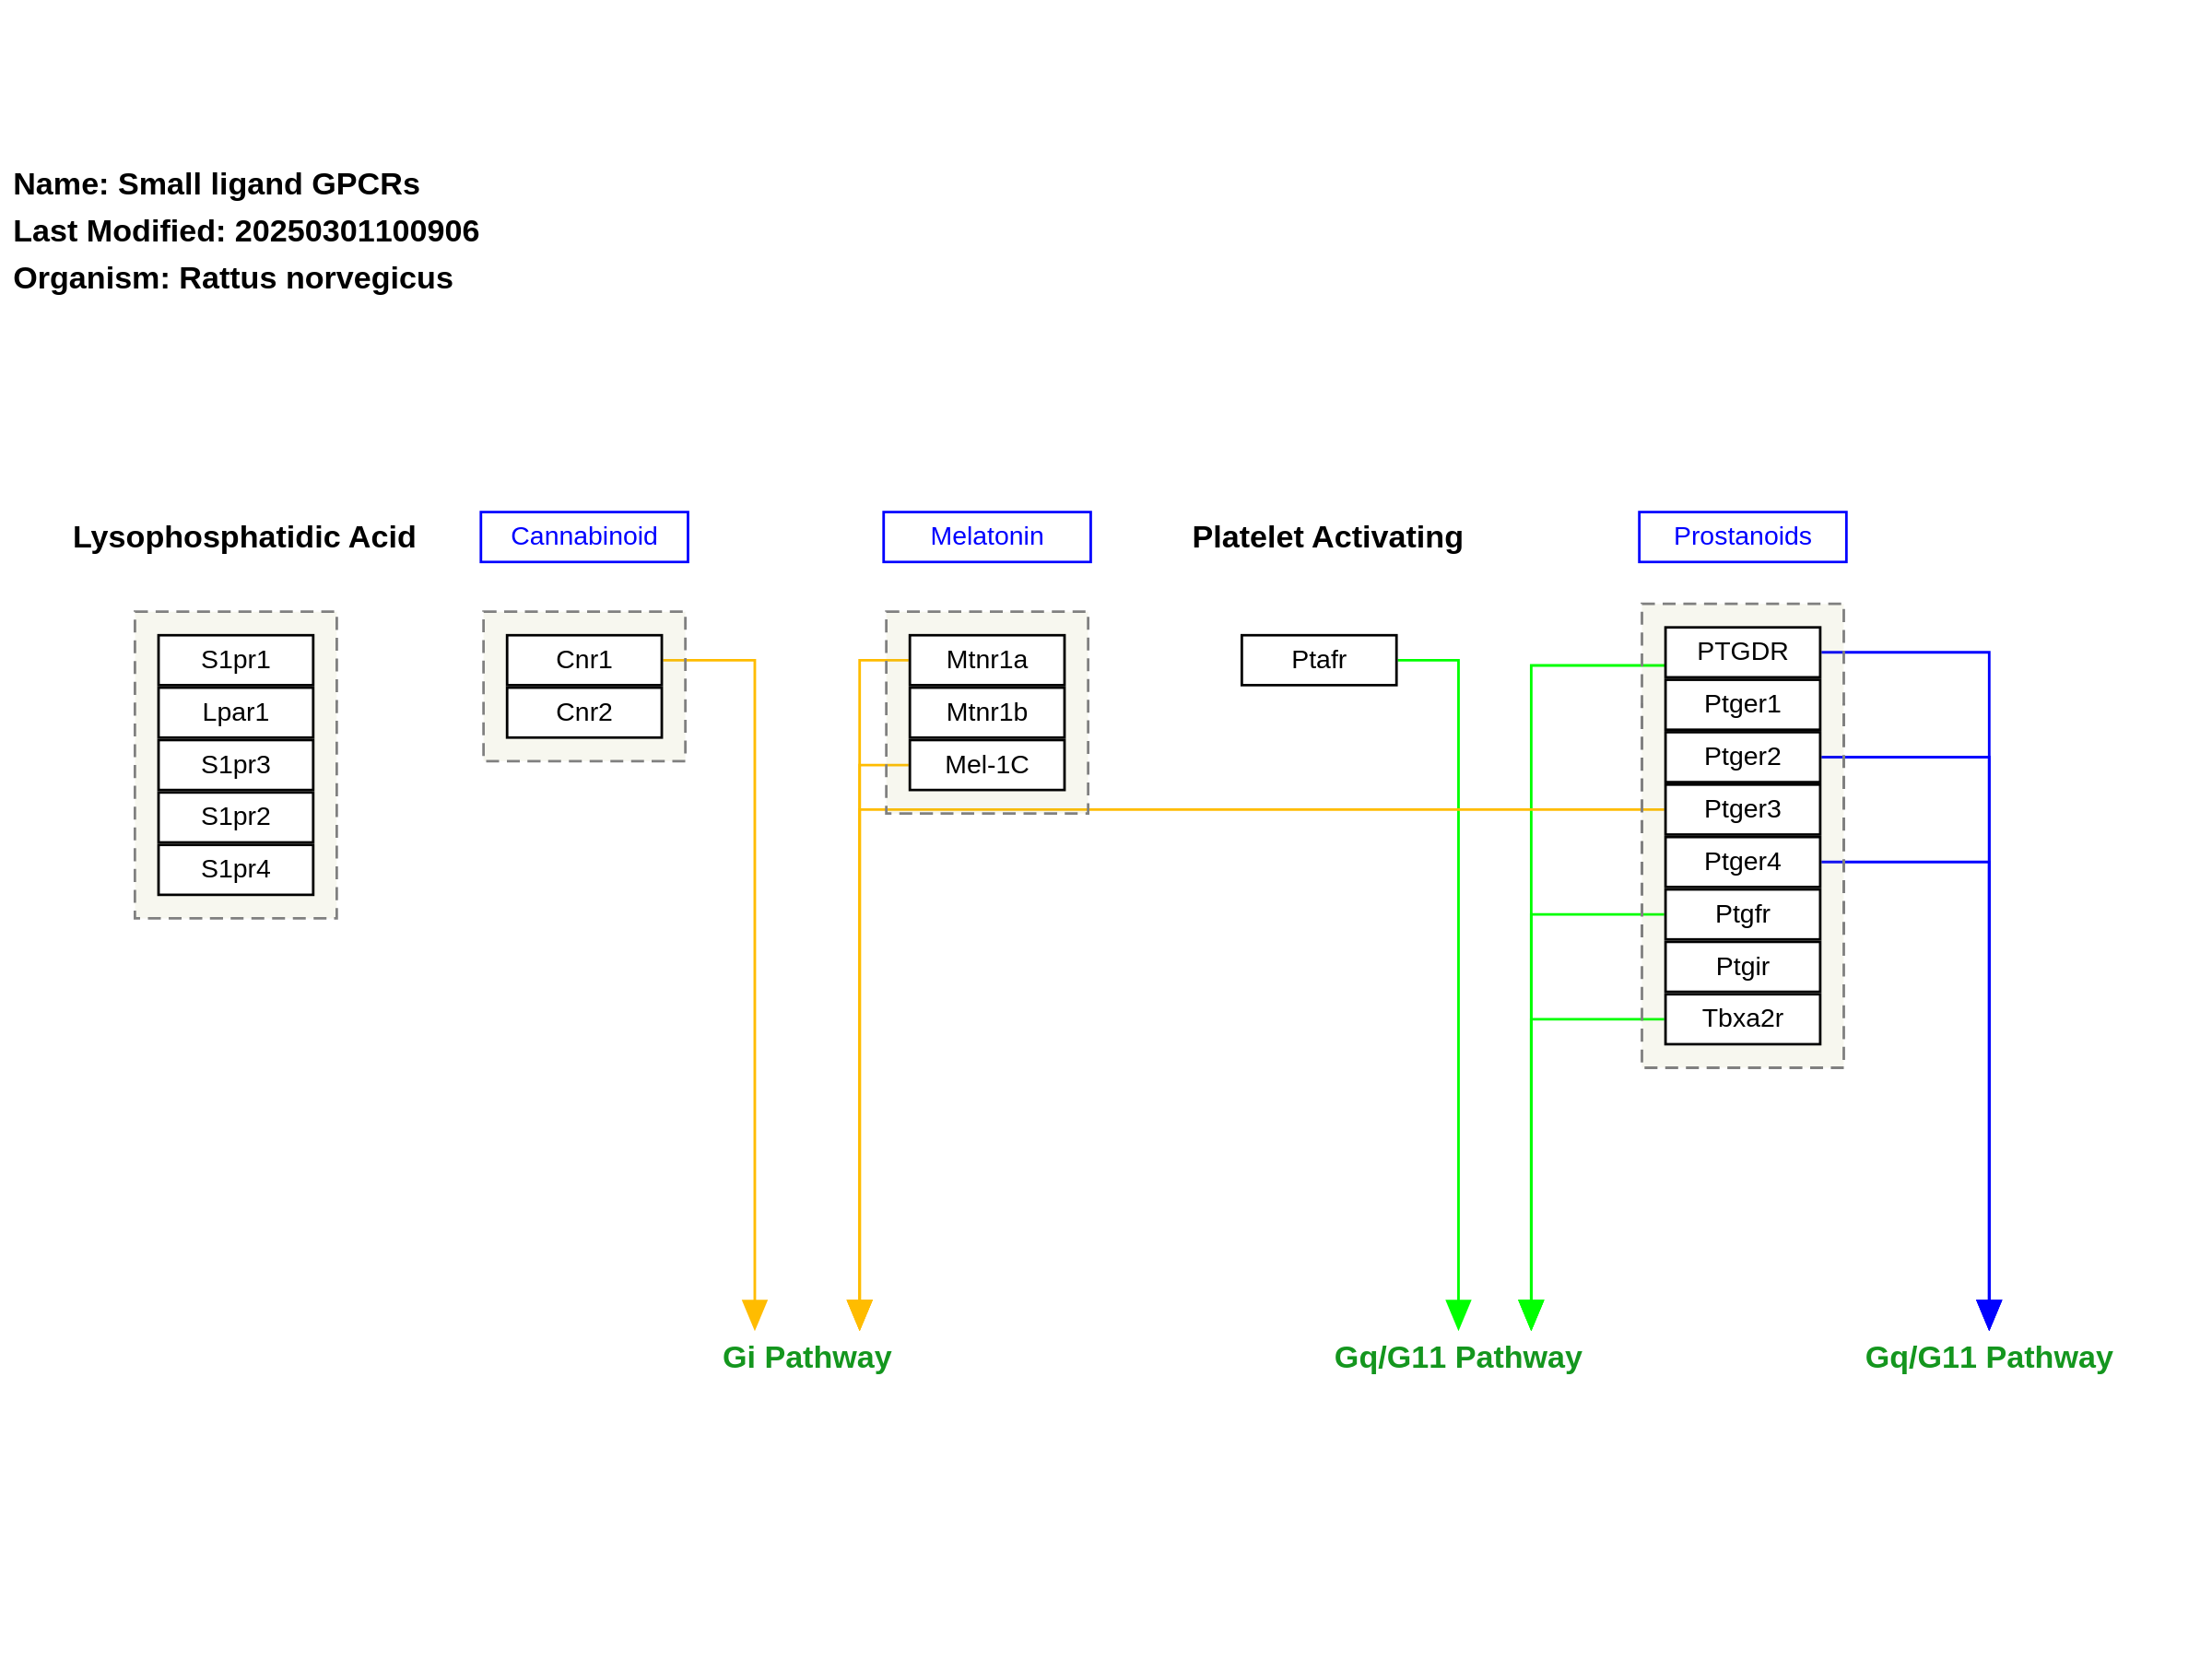 Name: Small ligand GPCRs
Last Modified: 20250301100906
Organism: Rattus norvegicus
Lysophosphatidic Acid
Cannabinoid
Melatonin
Platelet Activating
Prostanoids
S1pr1
Lpar1
S1pr3
S1pr2
S1pr4
Cnr1
Cnr2
Mtnr1a
Mtnr1b
Mel-1C
Ptafr
PTGDR
Ptger1
Ptger2
Ptger3
Ptger4
Ptgfr
Ptgir
Tbxa2r
Gi Pathway
Gq/G11 Pathway
Gq/G11 Pathway